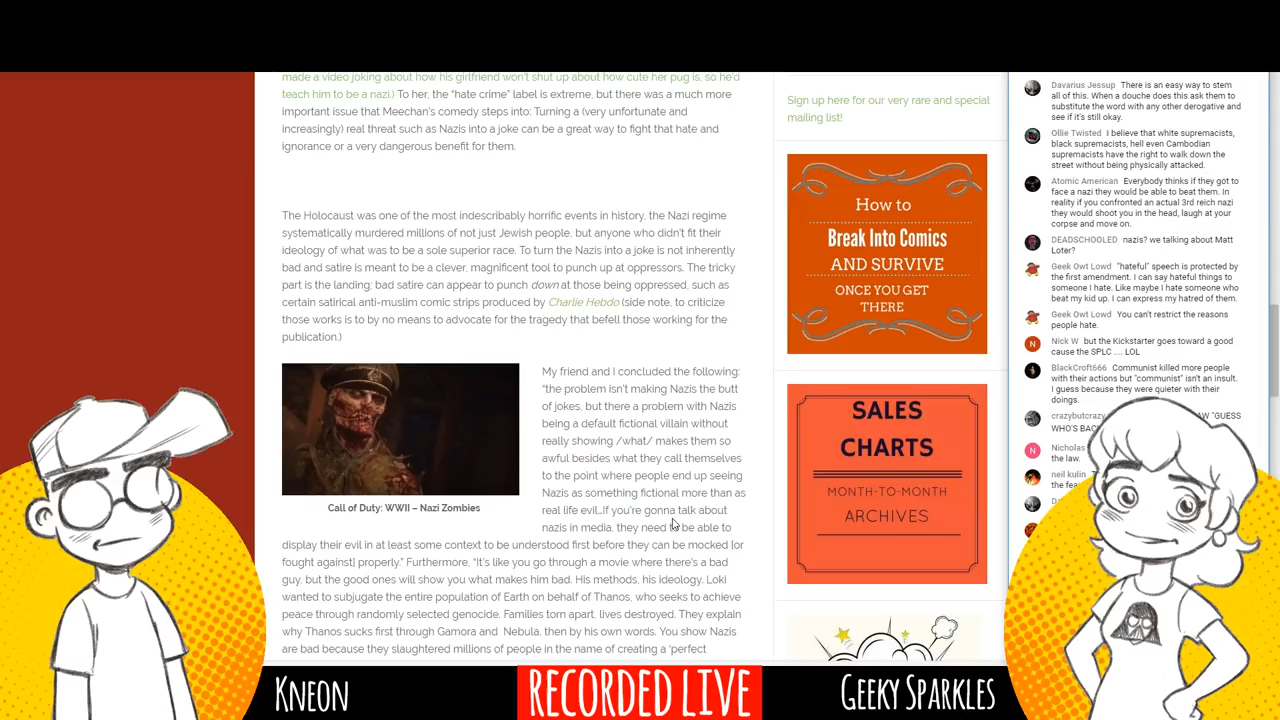 made a video joking about how his girlfriend won't shut up about how cute her pug is, so he'd
teach him to be a nazi.) To her, the "hate crime" label is extreme, but there was a much more
important issue that Meechan's comedy steps into: Turning a (very unfortunate and
increasingly) real threat such as Nazis into a joke can be a great way to fight that hate and
ignorance or a very dangerous benefit for them.
The Holocaust was one of the most indescribably horrific events in history, the Nazi regime
systematically murdered millions of not just Jewish people, but anyone who didn't fit their
ideology of what was to be a sole superior race. To turn the Nazis into a joke is not inherently
bad and satire is meant to be a clever, magnificent tool to punch up at oppressors. The tricky
part is the landing: bad satire can appear to punch down at those being oppressed, such as
certain satirical anti-muslim comic strips produced by Charlie Hebdo (side note, to criticize
those works is to by no means to advocate for the tragedy that befell those working for the
publication.)
My friend and I concluded the following:
"the problem isn't making Nazis the butt
of jokes, but there a problem with Nazis
being a default fictional villain without
really showing /what/ makes them so
awful besides what they call themselves
to the point where people end up seeing
Nazis as something fictional more than as
real life evil...If you're gonna talk about
nazis in media, they need to be able to
Call of Duty: WWII – Nazi Zombies
display their evil in at least some context to be understood first before they can be mocked [or
fought against] properly." Furthermore, "It's like you go through a movie where there's a bad
guy, but the good ones will show you what makes him bad. His methods, his ideology. Loki
wanted to subjugate the entire population of Earth on behalf of Thanos, who seeks to achieve
peace through randomly selected genocide. Families torn apart, lives destroyed. They explain
why Thanos sucks first through Gamora and Nebula, then by his own words. You show Nazis
are bad because they slaughtered millions of people in the name of creating a 'perfect
Sign up here for our very rare and special
mailing list!
How to
Break Into Comics
AND SURVIVE
ONCE YOU GET
THERE
SALES
CHARTS
MONTH-TO-MONTH
ARCHIVES
Davarius Jessup There is an easy way to stem
all of this. When a douche does this ask them to
substitute the word with any other derogative and
see if it's still okay.
Ollie Twisted I believe that white supremacists,
black supremacists, hell even Cambodian
supremacists have the right to walk down the
street without being physically attacked.
Atomic American Everybody thinks if they got to
face a nazi they would be able to beat them. In
reality if you confronted an actual 3rd reich nazi
they would shoot you in the head, laugh at your
corpse and move on.
DEADSCHOOLED nazis? we talking about Matt
Loter?
Geek Owt Lowd "hateful" speech is protected by
the first amendment. I can say hateful things to
someone I hate. Like maybe I hate someone who
beat my kid up. I can express my hatred of them.
Geek Owt Lowd You can't restrict the reasons
people hate.
N Nick W but the Kickstarter goes toward a good
cause the SPLC .... LOL
BlackCroft666 Communist killed more people
with their actions but "communist" isn't an insult.
I guess because they were quieter with their
doings.
crazybutcrazy AW "GUESS
WHO'S BAC
N Nicholas
the law.
neil kulin
the fea
Da
KNEON
RECORDED LIVE
GEEKY SPARKLES